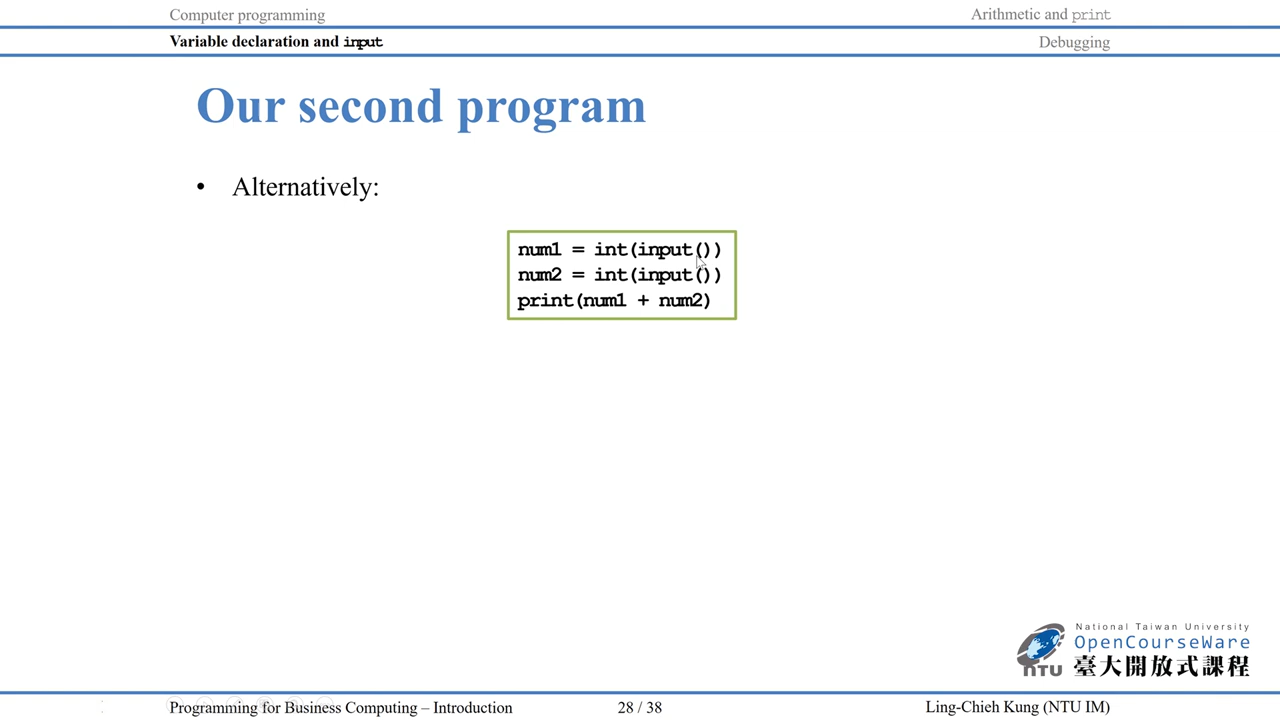 Computer programming
Arithmetic and print
Variable declaration and input
Debugging
Our second program
• Alternatively:
num1 = int(input())
num2 = int(input())
print(num1 + num2)
National Taiwan University
OpenCourseWare
臺大開放式課程
NTU
Programming for Business Computing – Introduction
28 / 38
Ling-Chieh Kung (NTU IM)